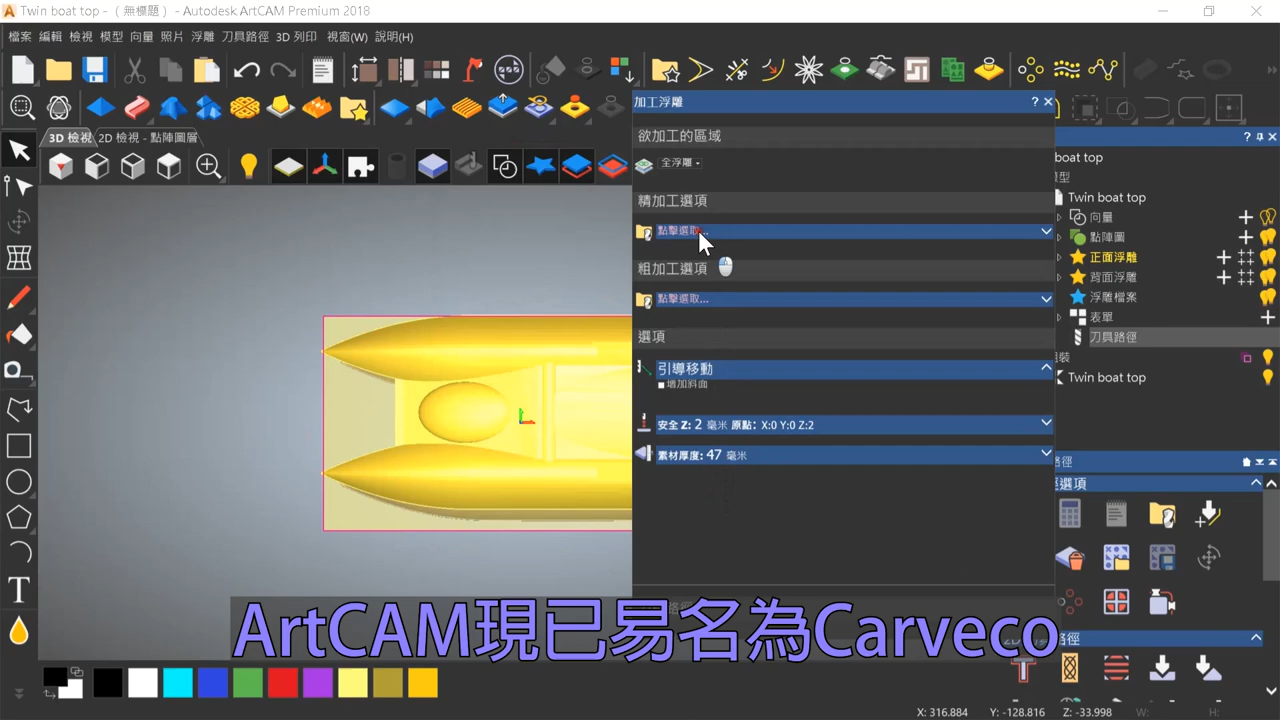 Twin boat top - （無標題） - Autodesk ArtCAM Premium 2018
檔案 編輯 檢視 模型 向量 照片 浮雕 刀具路徑 3D 列印 視窗(W) 說明(H)
加工浮雕
? ×
欲加工的區域
全浮雕
精加工選項
點擊選取...
粗加工選項
點擊選取...
選項
引導移動
增加斜面
安全 Z: 2 毫米 原點: X:0 Y:0 Z:2
素材厚度: 47 毫米
3D 檢視
2D 檢視 - 點陣圖層
boat top
模型
Twin boat top
向量
點陣圖
正面浮雕
背面浮雕
浮雕檔案
表單
刀具路徑
Twin boat top
T
ArtCAM現已易名為Carveco
X: 316.884 Y: -128.816 Z: -33.998 W: H: